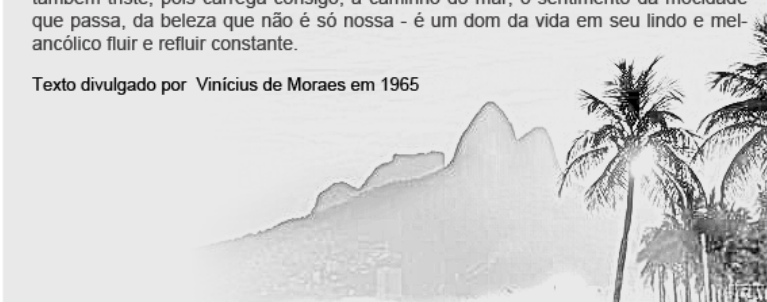 também triste, pois carrega consigo, a caminho do mar, o sentimento da mocidade
que passa, da beleza que não é só nossa - é um dom da vida em seu lindo e mel-
ancólico fluir e refluir constante.
Texto divulgado por Vinícius de Moraes em 1965